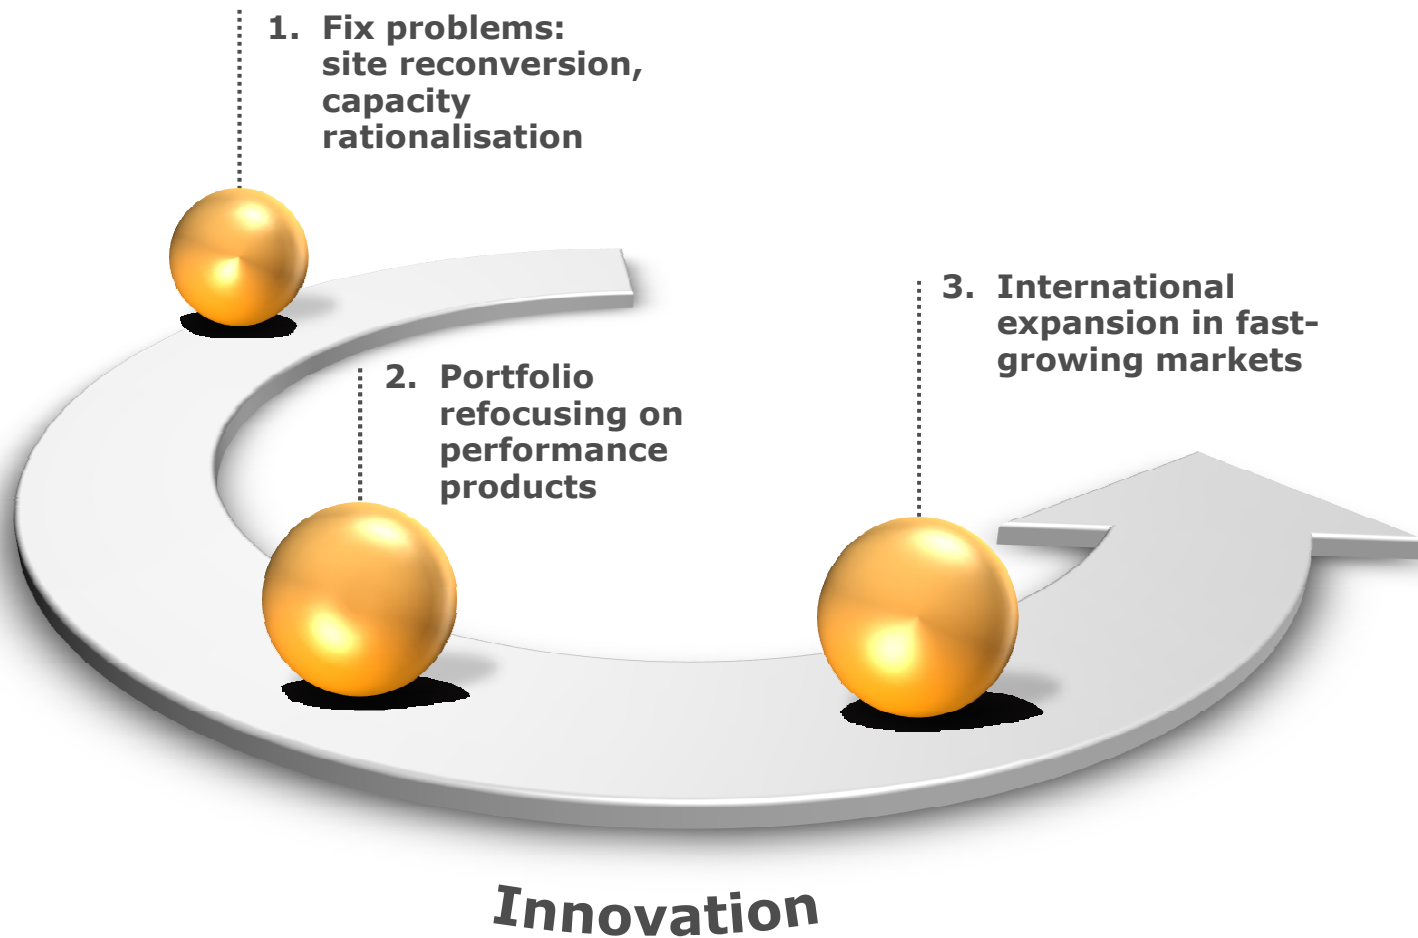 1. Fix problems:
site reconversion,
capacity
rationalisation
2. Portfolio
refocusing on
performance
products
3. International
expansion in fast-
growing markets
Innovation